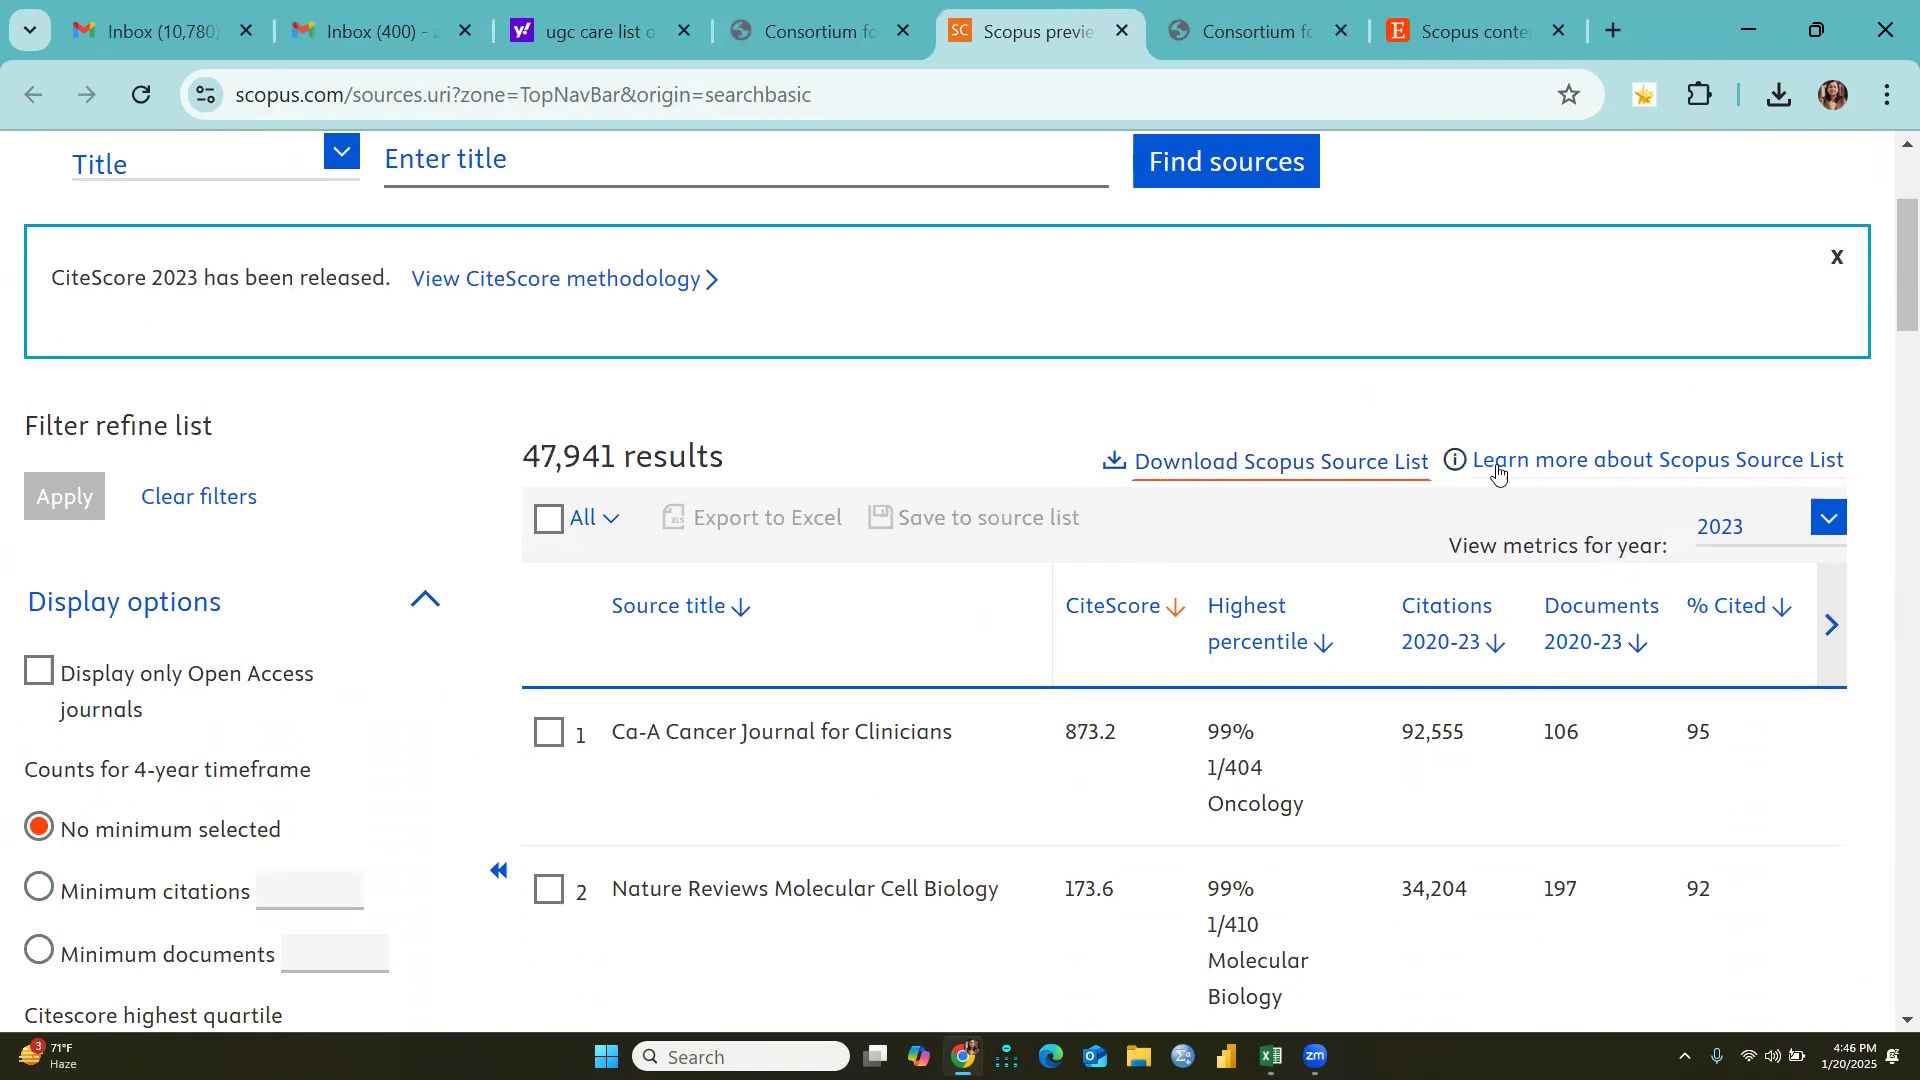 Inbox (10,780)
Inbox (400) -
ugc care list o
Consortium fo
SC
Scopus previe
Consortium fo
E
Scopus conte
scopus.com/sources.uri?zone=TopNavBar&origin=searchbasic
Title
Enter title
Find sources
CiteScore 2023 has been released.
View CiteScore methodology
x
Filter refine list
47,941 results
Download Scopus Source List
Learn more about Scopus Source List
Apply
Clear filters
All
Export to Excel
Save to source list
View metrics for year:
2023
Display options
Source title
CiteScore
Highest
percentile
Citations
2020-23
Documents
2020-23
% Cited
Display only Open Access
journals
1
Ca-A Cancer Journal for Clinicians
873.2
99%
1/404
Oncology
92,555
106
95
Counts for 4-year timeframe
No minimum selected
Minimum citations
Minimum documents
2
Nature Reviews Molecular Cell Biology
173.6
99%
1/410
Molecular
Biology
34,204
197
92
Citescore highest quartile
3
71°F
Haze
Search
zm
4:46 PM
1/20/2025